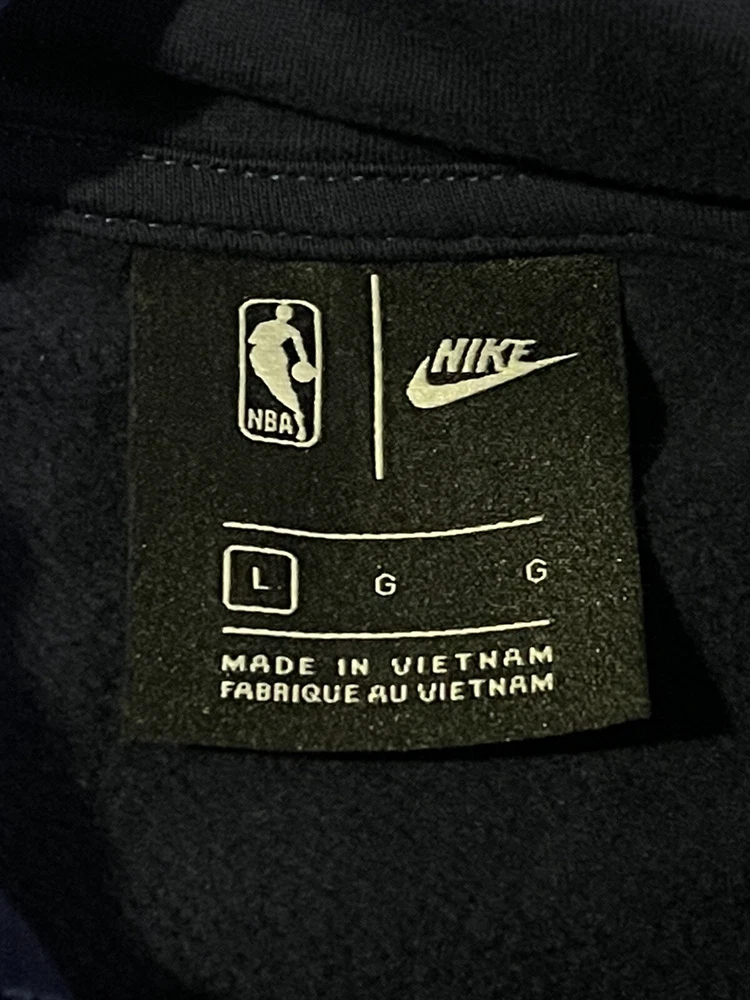 NBA
NIKE
L G G
MADE IN VIETNAM
FABRIQUE AU VIETNAM